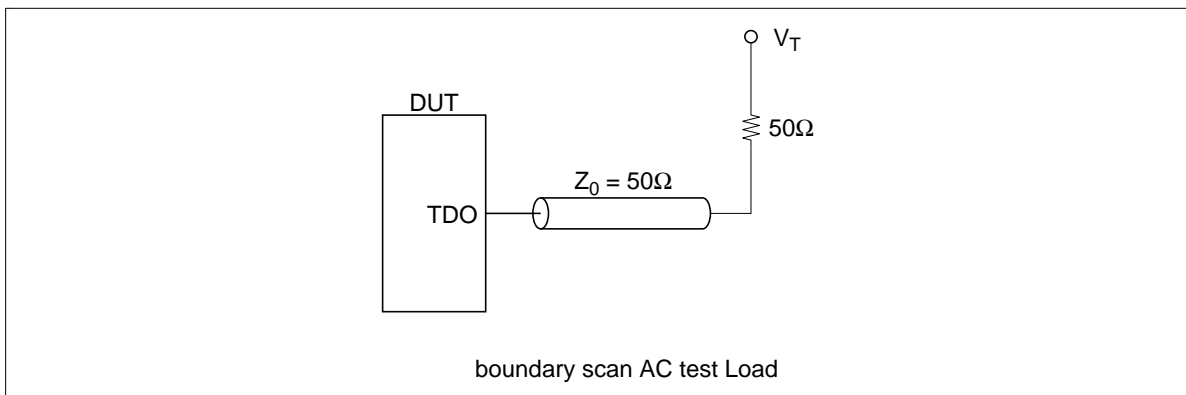 V_T
DUT
50Ω
Z_0 = 50Ω
TDO
boundary scan AC test Load